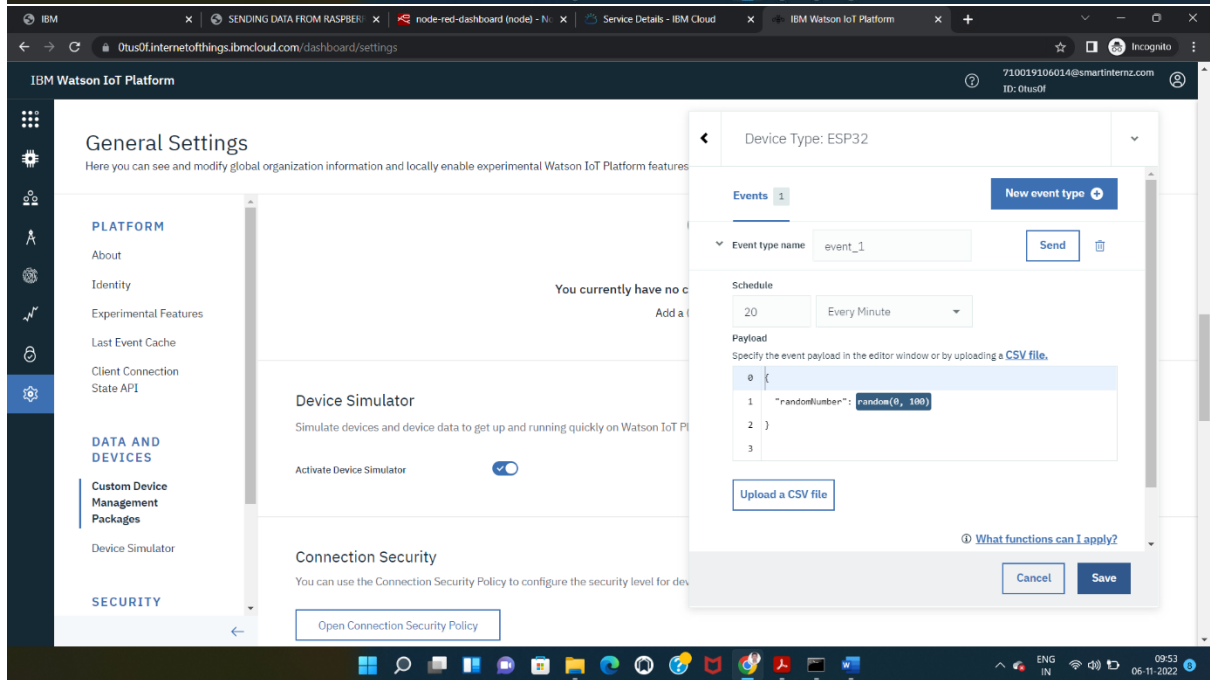 IBM
SENDING DATA FROM RASPBER
node-red-dashboard (node) - No
Service Details - IBM Cloud
IBM Watson IoT Platform
0tus0f.internetofthings.ibmcloud.com/dashboard/settings
Incognito
IBM Watson IoT Platform
710019106014@smartinternz.com
ID: 0tus0f
General Settings
Here you can see and modify global organization information and locally enable experimental Watson IoT Platform features
PLATFORM
About
Identity
Experimental Features
Last Event Cache
Client Connection
State API
DATA AND
DEVICES
Custom Device
Management
Packages
Device Simulator
SECURITY
You currently have no c
Add a
Device Simulator
Simulate devices and device data to get up and running quickly on Watson IoT Pl
Activate Device Simulator
Connection Security
You can use the Connection Security Policy to configure the security level for dev
Open Connection Security Policy
Device Type: ESP32
Events 1
New event type
Event type name event_1
Send
Schedule
20 Every Minute
Payload
Specify the event payload in the editor window or by uploading a CSV file.
0 {
1 "randomNumber": random(0, 100)
2 }
3
Upload a CSV file
What functions can I apply?
Cancel Save
ENG
IN
09:53
06-11-2022
8